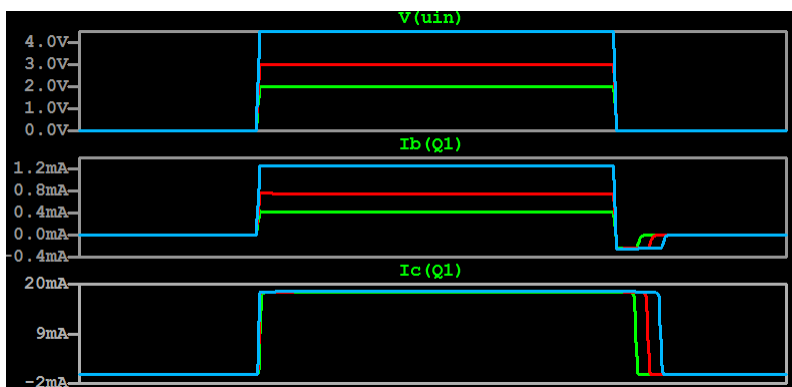 V(uin)
4.0V
3.0V
2.0V
1.0V
0.0V
Ib(Q1)
1.2mA
0.8mA
0.4mA
0.0mA
-0.4mA
Ic(Q1)
20mA
9mA
-2mA